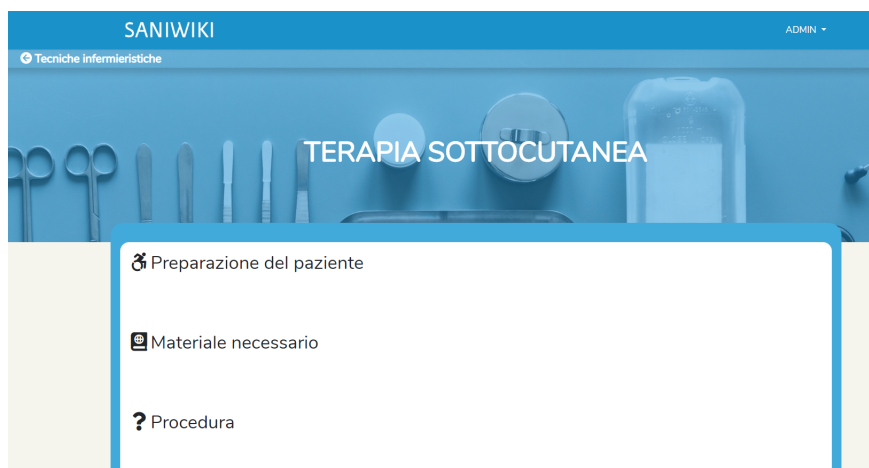 SANIWIKI
ADMIN
Tecniche infermieristiche
TERAPIA SOTTOCUTANEA
Preparazione del paziente
Materiale necessario
Procedura